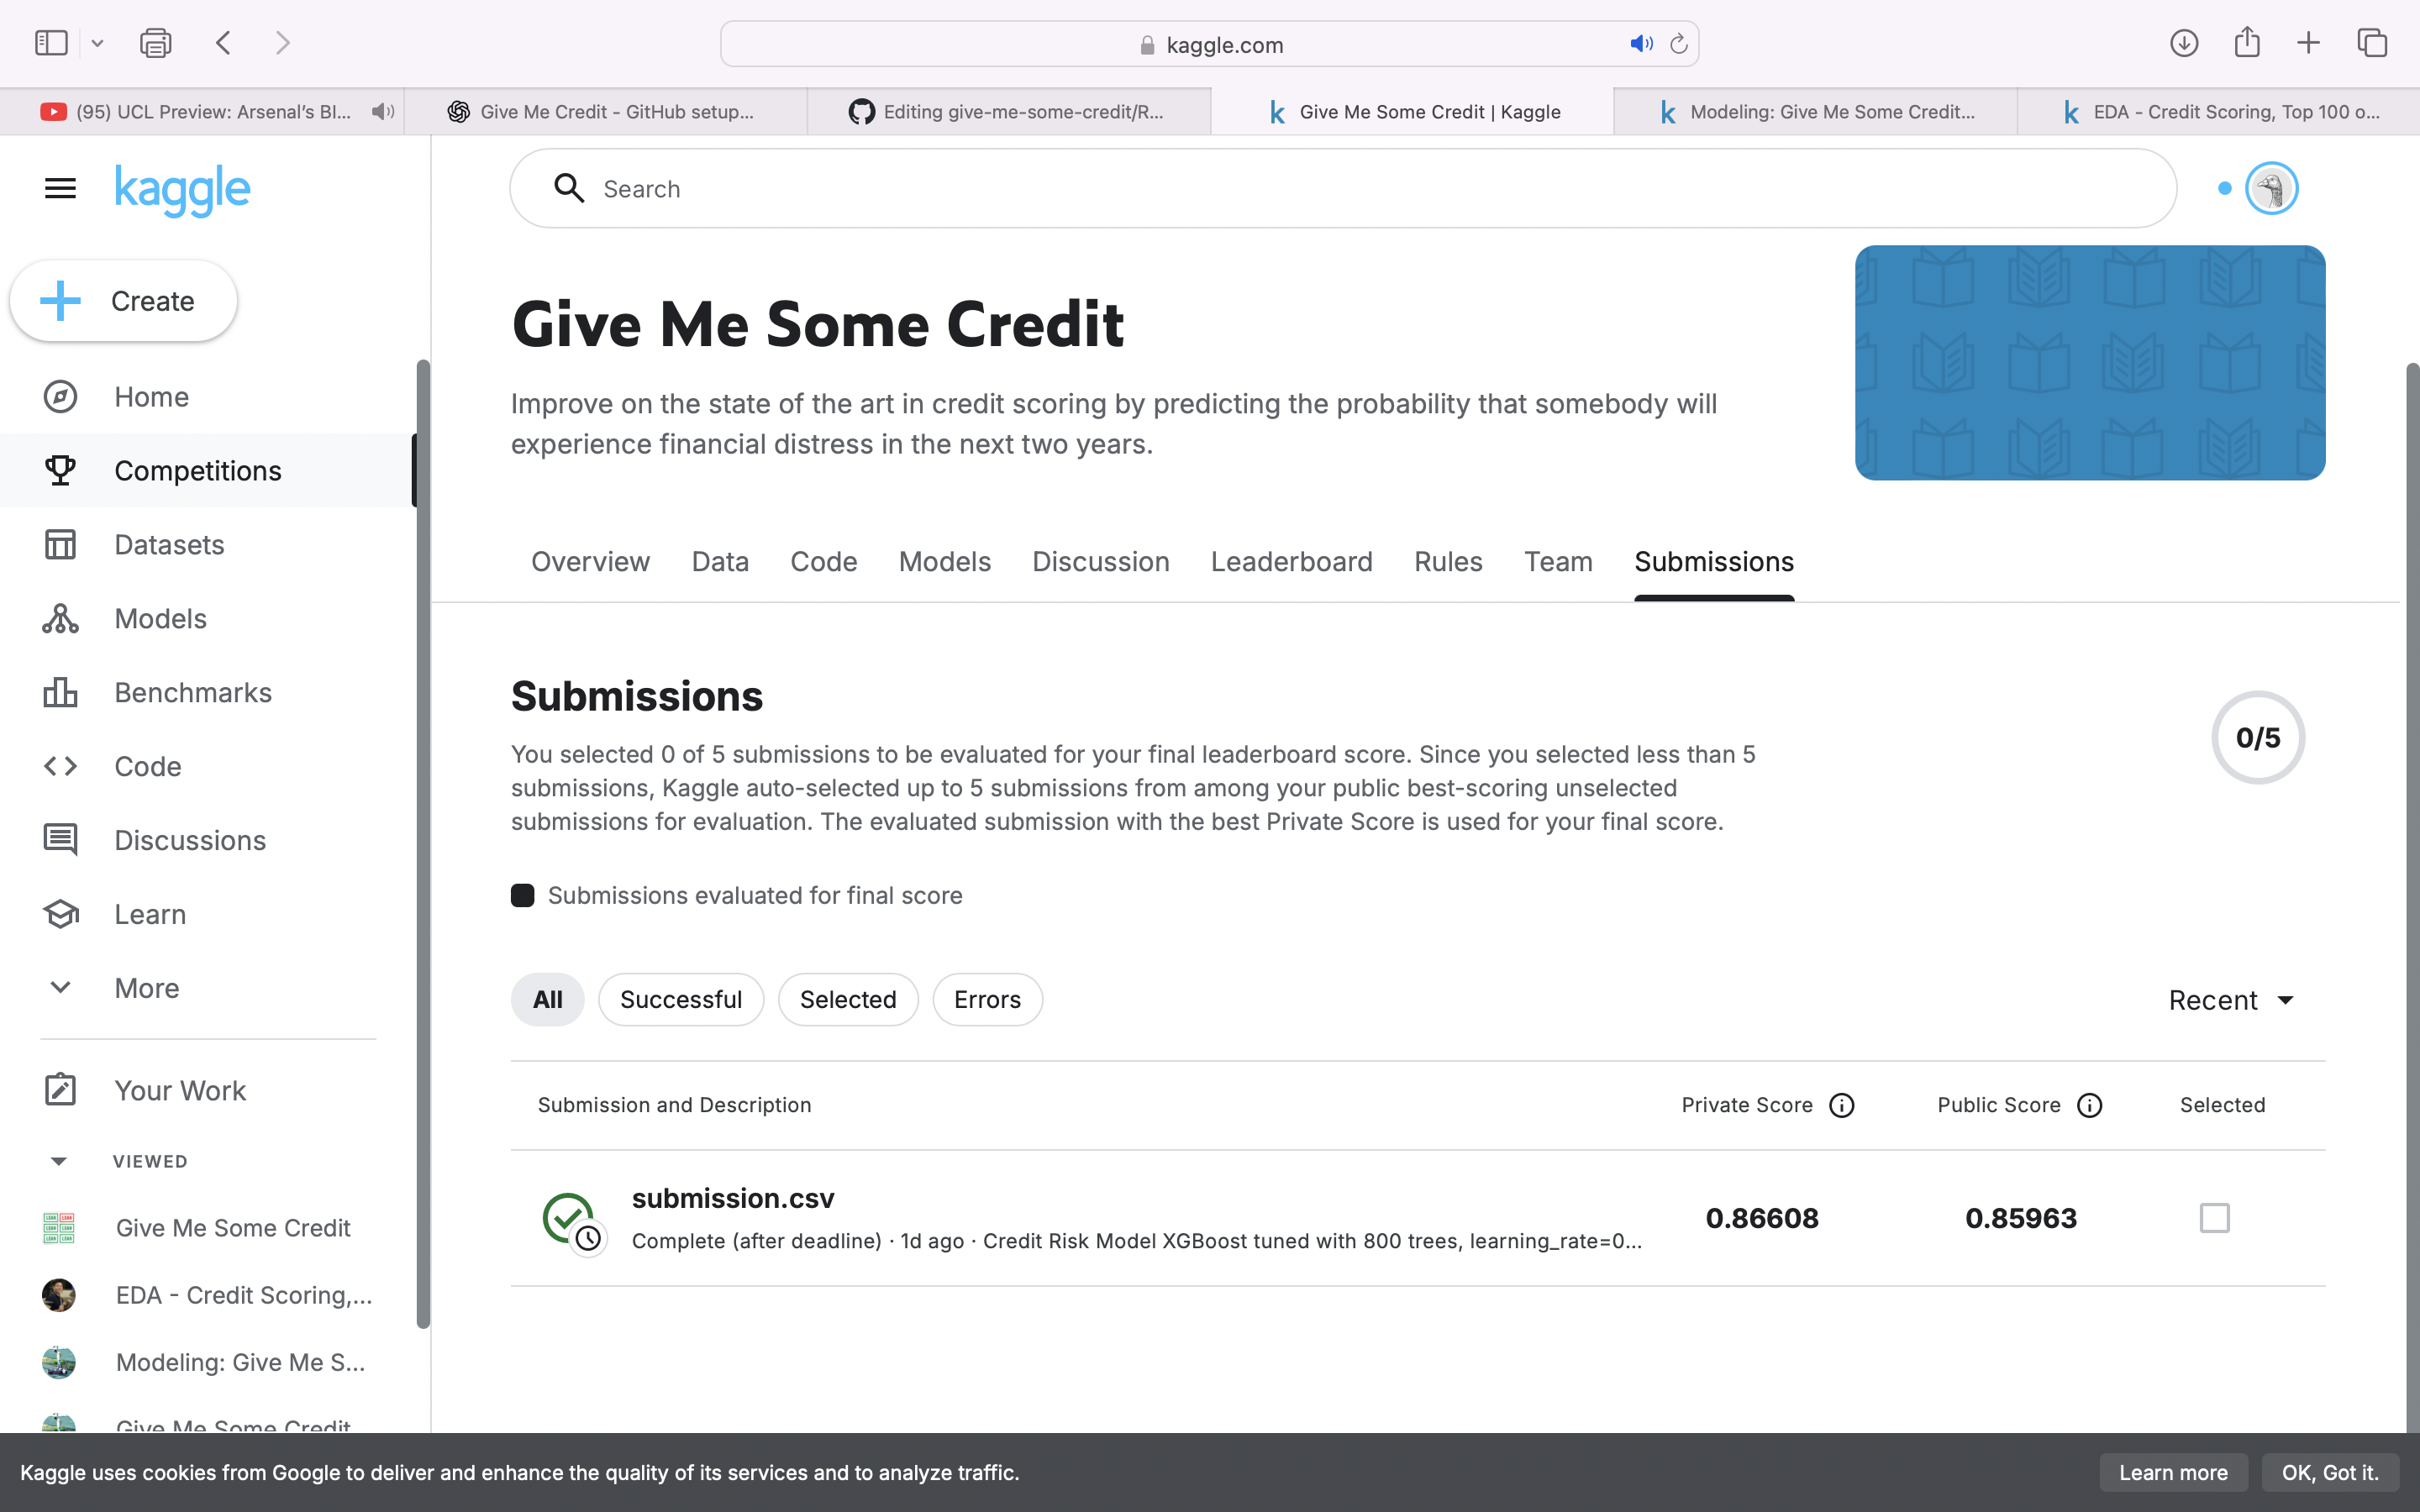 kaggle.com
(95) UCL Preview: Arsenal’s Bl...
Give Me Credit - GitHub setup...
Editing give-me-some-credit/R...
Give Me Some Credit | Kaggle
Modeling: Give Me Some Credit...
EDA - Credit Scoring, Top 100 o...
kaggle
Search
Create
Home
Competitions
Datasets
Models
Benchmarks
Code
Discussions
Learn
More
Your Work
VIEWED
Give Me Some Credit
EDA - Credit Scoring,...
Modeling: Give Me S...
Give Me Some Credit
Give Me Some Credit
Improve on the state of the art in credit scoring by predicting the probability that somebody will
experience financial distress in the next two years.
Overview Data Code Models Discussion Leaderboard Rules Team Submissions
Submissions
0/5
You selected 0 of 5 submissions to be evaluated for your final leaderboard score. Since you selected less than 5
submissions, Kaggle auto-selected up to 5 submissions from among your public best-scoring unselected
submissions for evaluation. The evaluated submission with the best Private Score is used for your final score.
Submissions evaluated for final score
All Successful Selected Errors Recent
Submission and Description Private Score Public Score Selected
submission.csv
0.86608 0.85963
Complete (after deadline) · 1d ago · Credit Risk Model XGBoost tuned with 800 trees, learning_rate=0...
Kaggle uses cookies from Google to deliver and enhance the quality of its services and to analyze traffic.
Learn more OK, Got it.